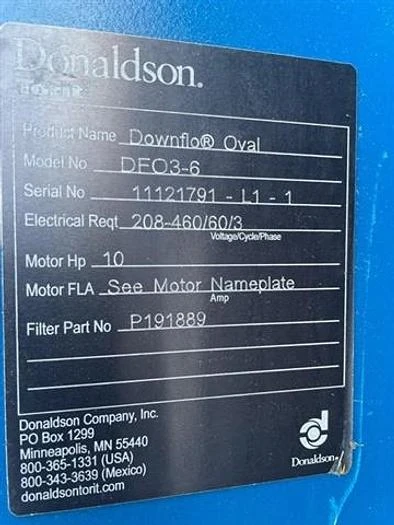 Donaldson.
Product Name Downflo® Oval
Model No DFO3-6
Serial No 11121791 - L1 - 1
Electrical Reqt 208-460/60/3
Voltage/Cycle/Phase
Motor Hp 10
Motor FLA See Motor Nameplate
Amp
Filter Part No P191889
Donaldson Company, Inc.
PO Box 1299
Minneapolis, MN 55440
800-365-1331 (USA)
800-343-3639 (Mexico)
donaldsontorit.com
Donaldson.